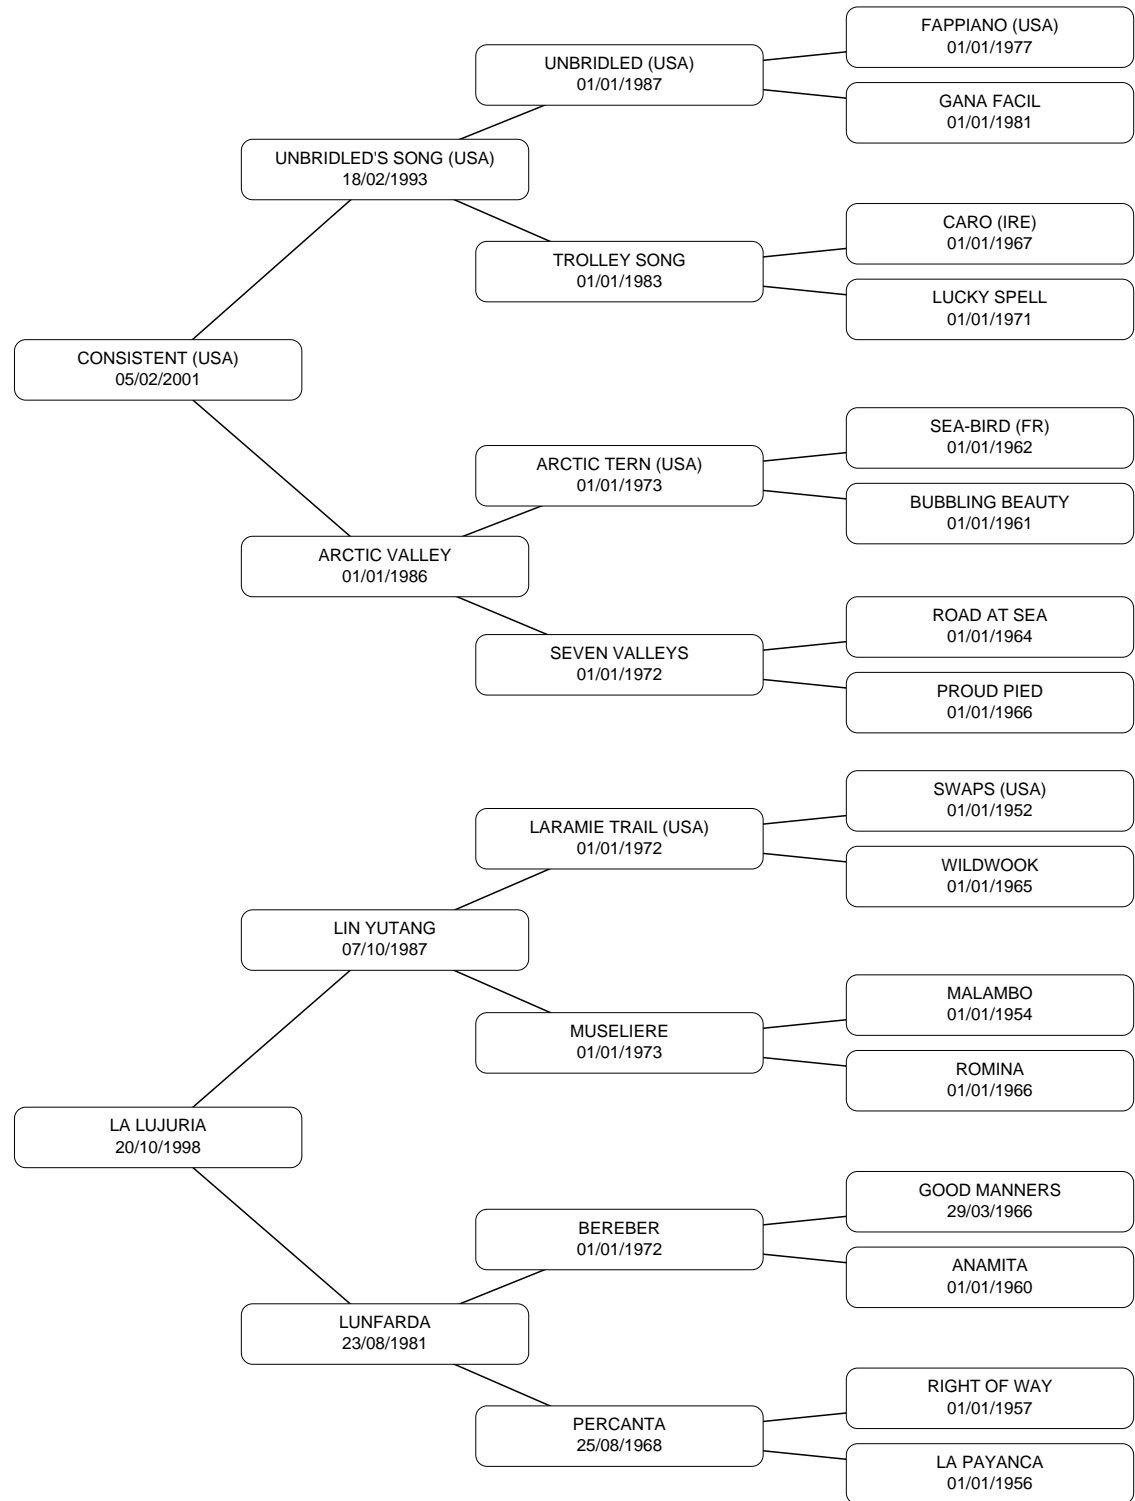 FAPPIANO (USA)
01/01/1977
UNBRIDLED (USA)
01/01/1987
GANA FACIL
01/01/1981
UNBRIDLED'S SONG (USA)
18/02/1993
CARO (IRE)
01/01/1967
TROLLEY SONG
01/01/1983
LUCKY SPELL
01/01/1971
CONSISTENT (USA)
05/02/2001
SEA-BIRD (FR)
01/01/1962
ARCTIC TERN (USA)
01/01/1973
BUBBLING BEAUTY
01/01/1961
ARCTIC VALLEY
01/01/1986
ROAD AT SEA
01/01/1964
SEVEN VALLEYS
01/01/1972
PROUD PIED
01/01/1966
SWAPS (USA)
01/01/1952
LARAMIE TRAIL (USA)
01/01/1972
WILDWOOK
01/01/1965
LIN YUTANG
07/10/1987
MALAMBO
01/01/1954
MUSELIERE
01/01/1973
ROMINA
01/01/1966
LA LUJURIA
20/10/1998
GOOD MANNERS
29/03/1966
BEREBER
01/01/1972
ANAMITA
01/01/1960
LUNFARDA
23/08/1981
RIGHT OF WAY
01/01/1957
PERCANTA
25/08/1968
LA PAYANCA
01/01/1956